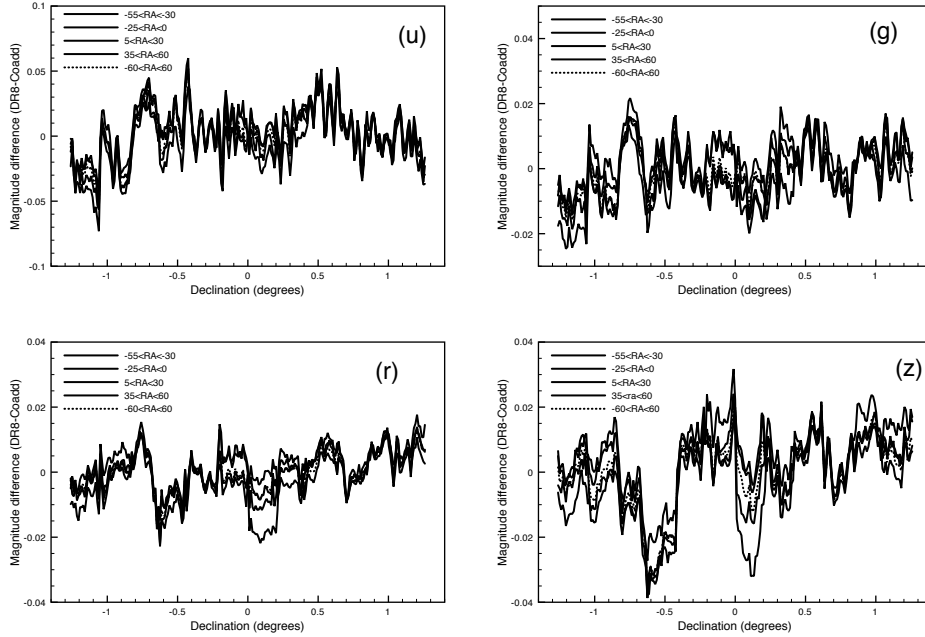 0.1
0.05
0
-0.05
-0.1
Magnitude difference (DR8-Coadd)
-55<RA<-30
-25<RA<0
5<RA<30
35<RA<60
-60<RA<60
(u)
-1 -0.5 0 0.5 1
Declination (degrees)
0.04
0.02
0
-0.02
Magnitude difference (DR8-Coadd)
-55<RA<-30
-25<RA<0
5<RA<30
35<RA<60
-60<RA<60
(g)
-1 -0.5 0 0.5 1
Declination (degrees)
0.04
0.02
0
-0.02
-0.04
Magnitude difference (DR8-Coadd)
-55<RA<-30
-25<RA<0
5<RA<30
35<RA<60
-60<RA<60
(r)
-1 -0.5 0 0.5 1
Declination (degrees)
0.04
0.02
0
-0.02
-0.04
Magnitude difference (DR8-Coadd)
-55<RA<-30
-25<RA<0
5<RA<30
35<ra<60
-60<RA<60
(z)
-1 -0.5 0 0.5 1
Declination (degrees)